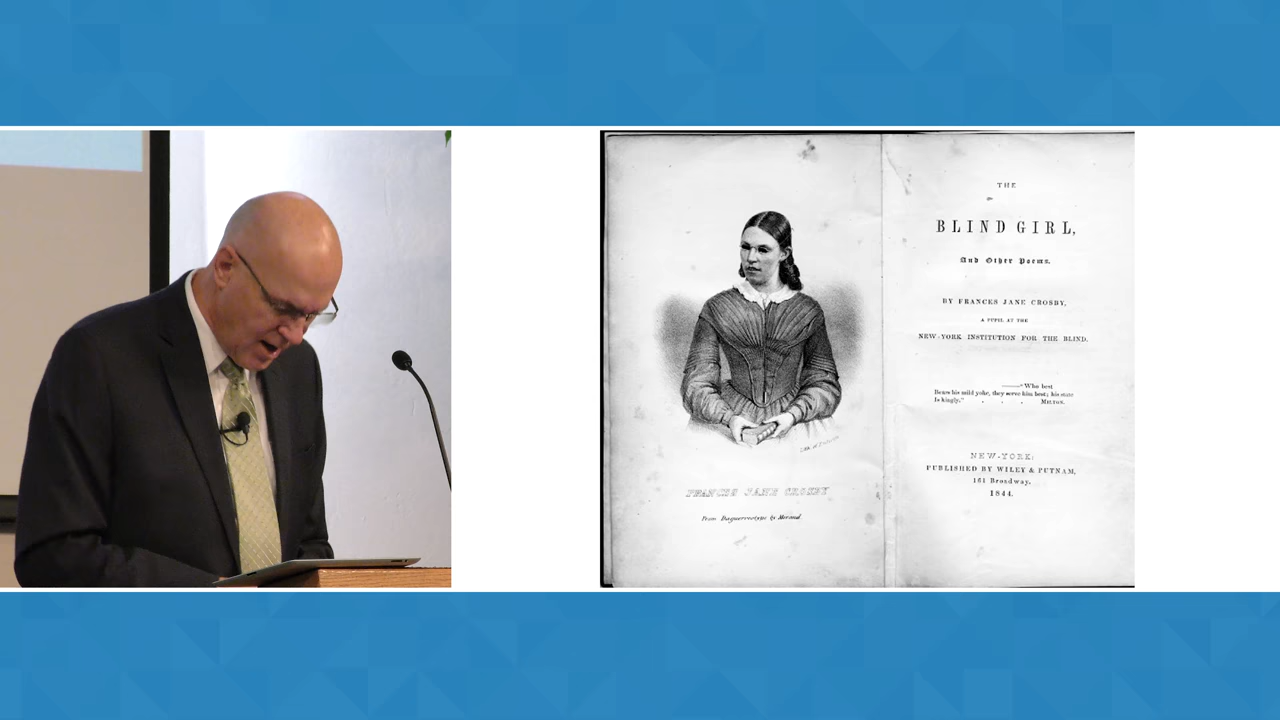 FRANCES JANE CROSBY
From Daguerreotype by Morand.
THE
BLIND GIRL,
And Other Poems.
BY FRANCES JANE CROSBY,
A PUPIL AT THE
NEW-YORK INSTITUTION FOR THE BLIND.
——"Who best
Bears his mild yoke, they serve him best; his state
Is kingly." . . . MILTON.
NEW-YORK:
PUBLISHED BY WILEY & PUTNAM,
161 Broadway.
1844.